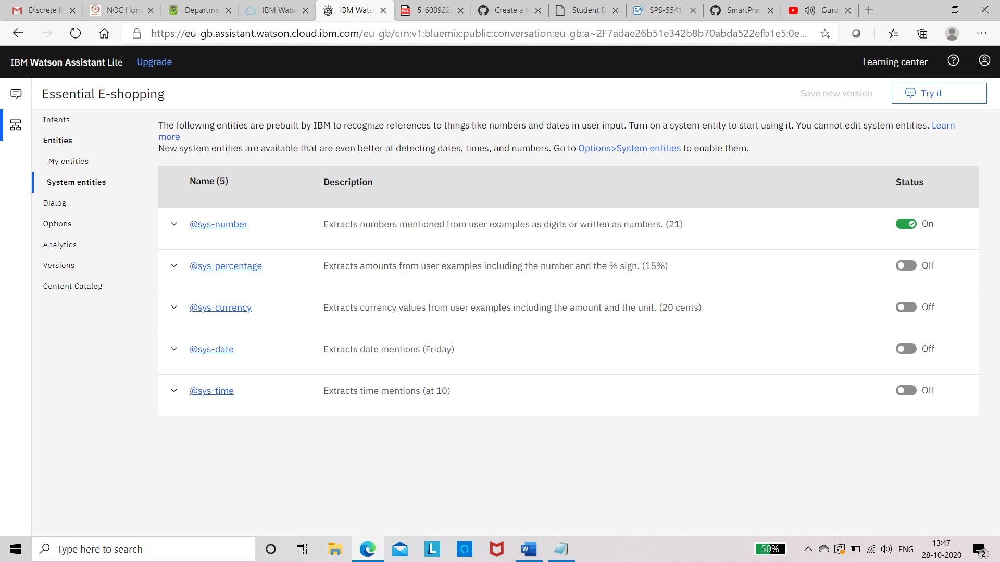 Discrete M
NOC Hom
Departme
IBM Wats
IBM Wats
5_608922
Create a N
Student D
SPS-5541
SmartPrac
Guru
https://eu-gb.assistant.watson.cloud.ibm.com/eu-gb/crn:v1:bluemix:public:conversation:eu-gb:a~2F7adae26b51e342b8b70abda522efb1e5:0e...
IBM Watson Assistant Lite Upgrade
Learning center
Essential E-shopping
Save new version
Try it
Intents
Entities
My entities
System entities
Dialog
Options
Analytics
Versions
Content Catalog
The following entities are prebuilt by IBM to recognize references to things like numbers and dates in user input. Turn on a system entity to start using it. You cannot edit system entities. Learn
more
New system entities are available that are even better at detecting dates, times, and numbers. Go to Options>System entities to enable them.
Name (5) Description Status
@sys-number Extracts numbers mentioned from user examples as digits or written as numbers. (21) On
@sys-percentage Extracts amounts from user examples including the number and the % sign. (15%) Off
@sys-currency Extracts currency values from user examples including the amount and the unit. (20 cents) Off
@sys-date Extracts date mentions (Friday) Off
@sys-time Extracts time mentions (at 10) Off
Type here to search
50%
ENG
13:47
28-10-2020
2